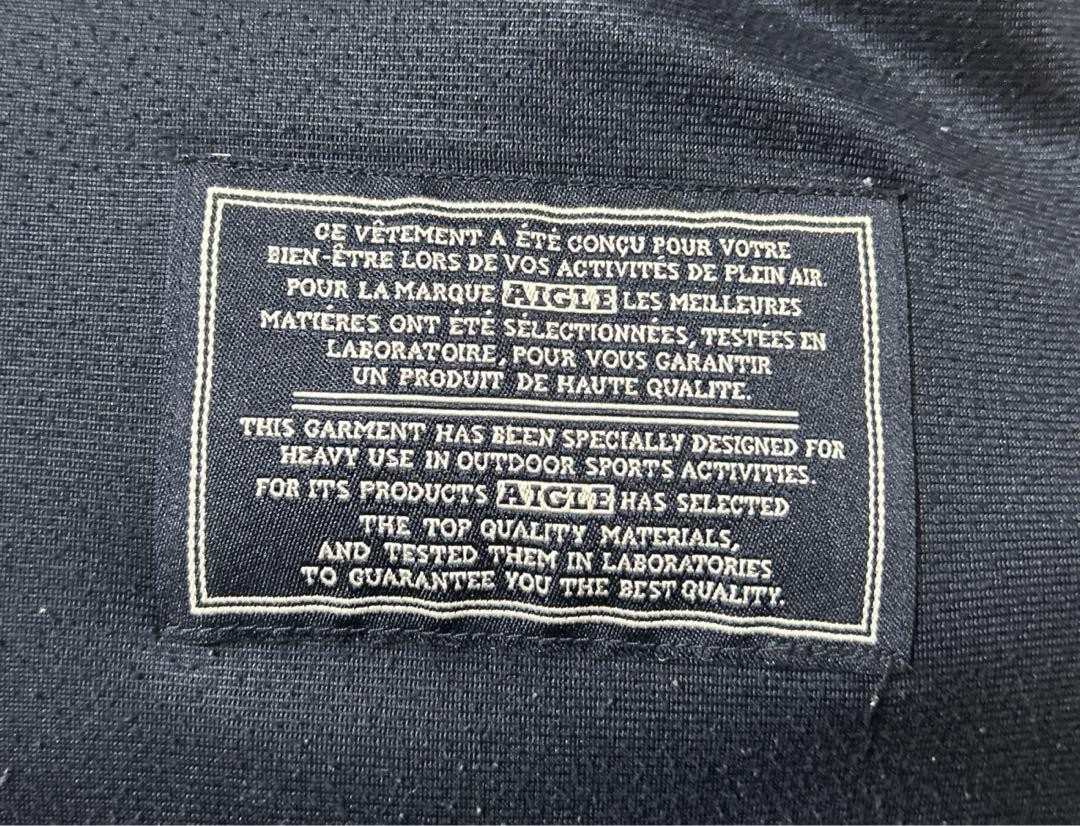 CE VÊTEMENT A ÉTÉ CONÇU POUR VOTRE
BIEN-ÊTRE LORS DE VOS ACTIVITÉS DE PLEIN AIR.
POUR LA MARQUE AIGLE LES MEILLEURES
MATIÉRES ONT ÉTÉ SÉLECTIONNÉES, TESTÉES EN
LABORATOIRE, POUR VOUS GARANTIR
UN PRODUIT DE HAUTE QUALITE.
THIS GARMENT HAS BEEN SPECIALLY DESIGNED FOR
HEAVY USE IN OUTDOOR SPORTS ACTIVITIES.
FOR ITS PRODUCTS AIGLE HAS SELECTED
THE TOP QUALITY MATERIALS,
AND TESTED THEM IN LABORATORIES
TO GUARANTEE YOU THE BEST QUALITY.